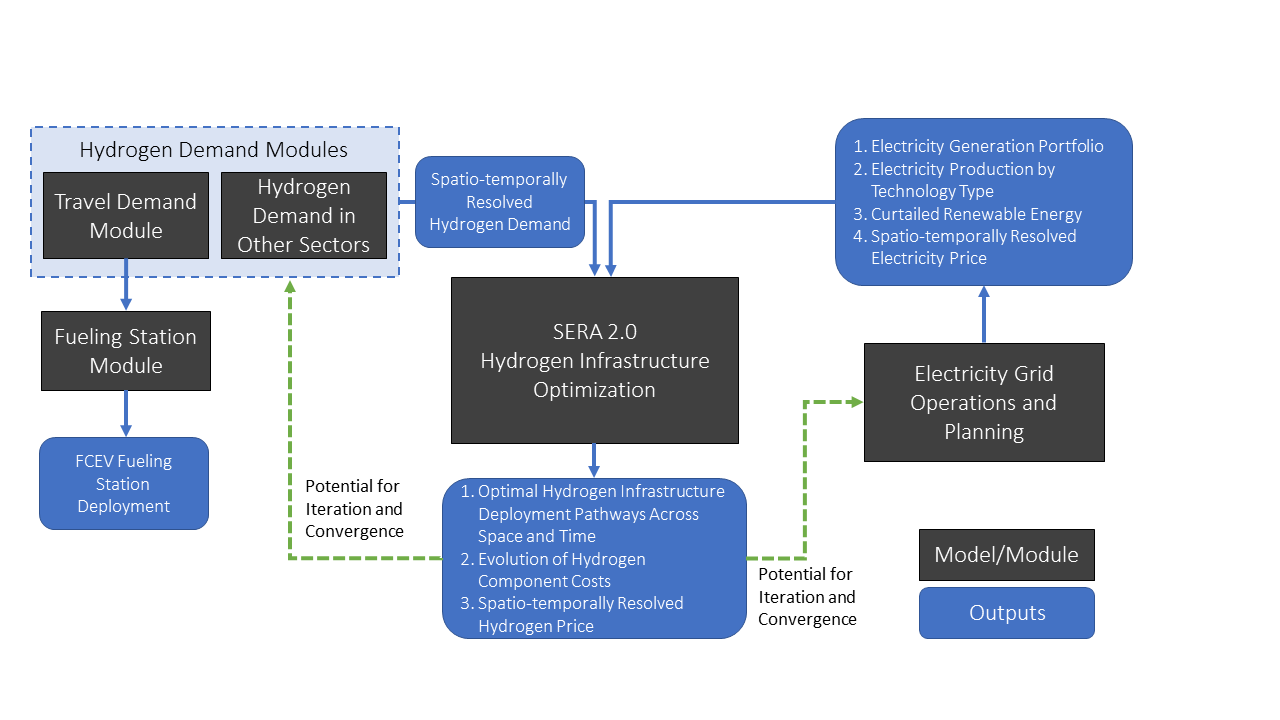 Hydrogen Demand Modules
Travel Demand
Module
Hydrogen
Demand in
Other Sectors
Spatio-temporally
Resolved
Hydrogen Demand
1. Electricity Generation Portfolio
2. Electricity Production by
Technology Type
3. Curtailed Renewable Energy
4. Spatio-temporally Resolved
Electricity Price
Fueling Station
Module
SERA 2.0
Hydrogen Infrastructure
Optimization
Electricity Grid
Operations and
Planning
FCEV Fueling
Station
Deployment
Potential for
Iteration and
Convergence
1. Optimal Hydrogen Infrastructure
Deployment Pathways Across
Space and Time
2. Evolution of Hydrogen
Component Costs
3. Spatio-temporally Resolved
Hydrogen Price
Potential for
Iteration and
Convergence
Model/Module
Outputs